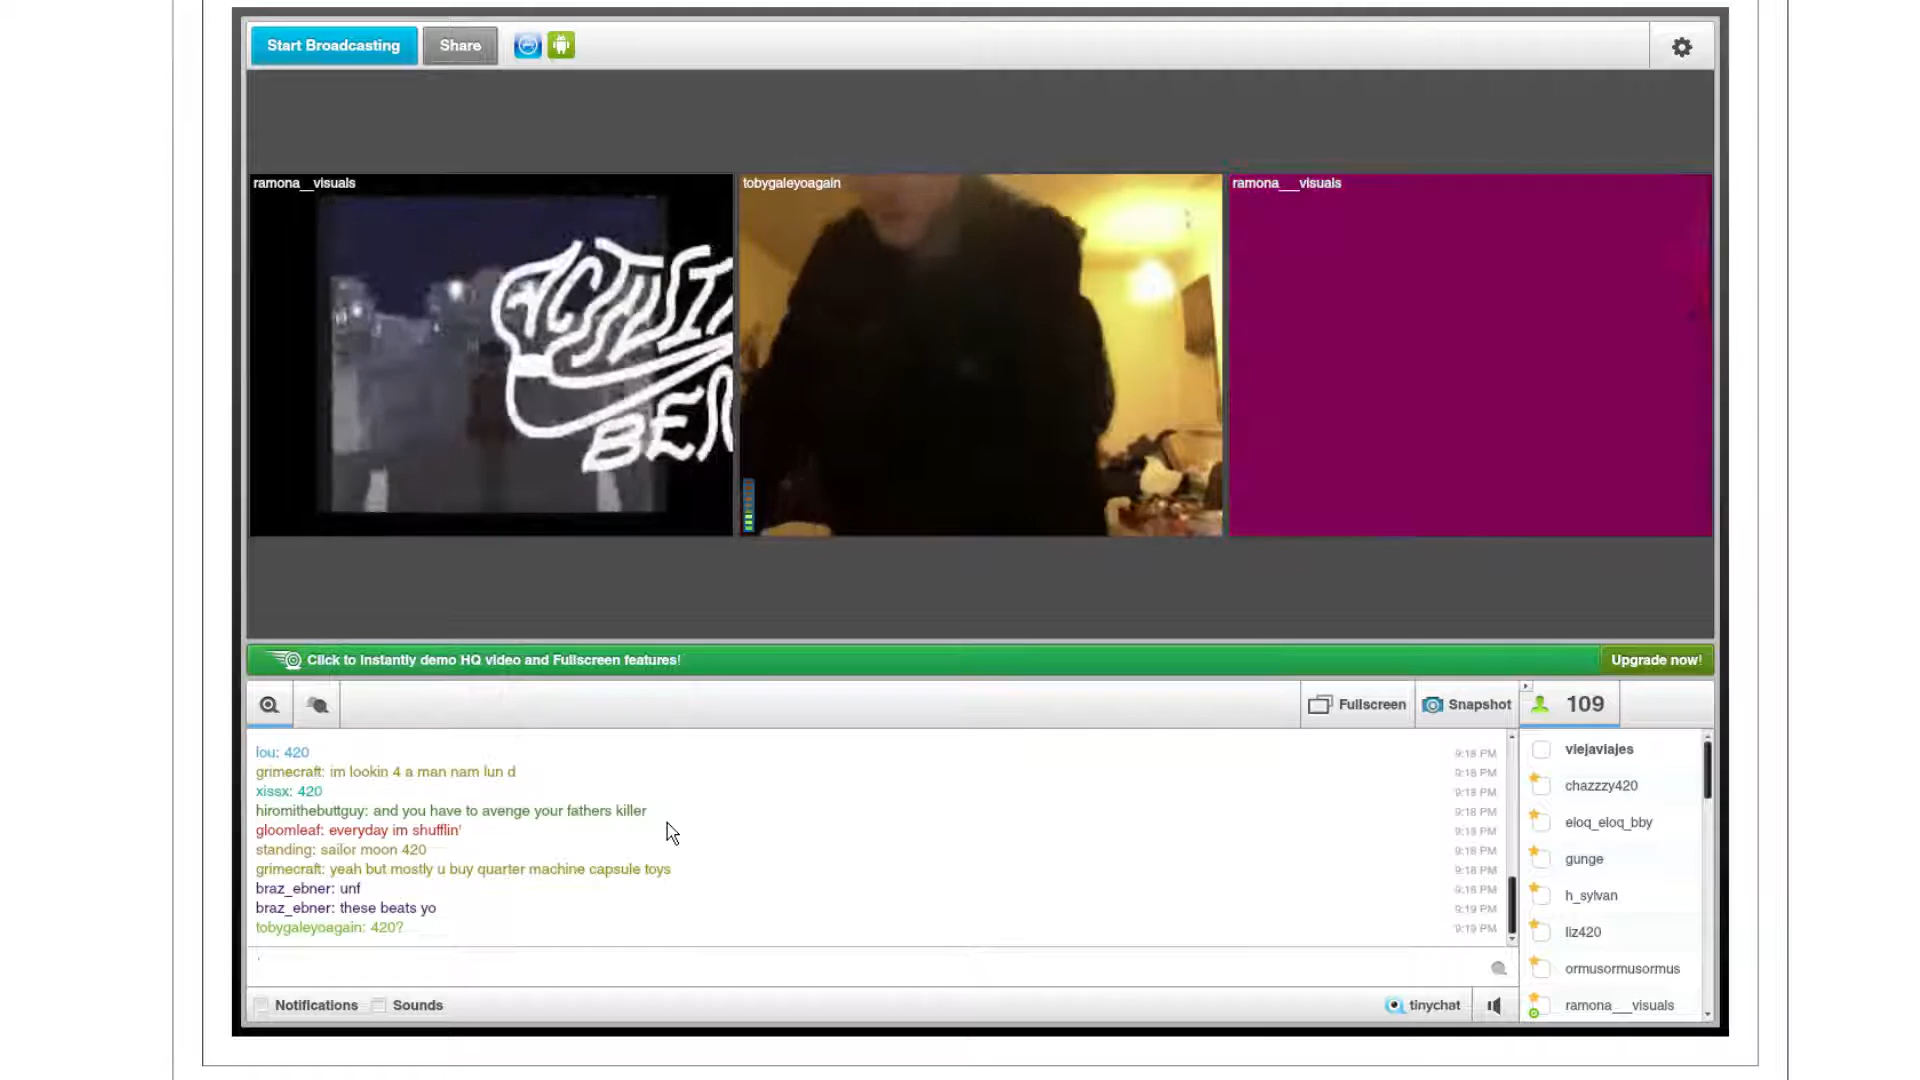 Start Broadcasting
Share
ramona__visuals
tobygaleyoagain
ramona___visuals
Click to instantly demo HQ video and Fullscreen features!
Upgrade now!
Fullscreen
Snapshot
109
lou: 420 9:18 PM
grimecraft: im lookin 4 a man nam lun d 9:18 PM
xissx: 420 9:18 PM
hiromithebuttguy: and you have to avenge your fathers killer 9:18 PM
gloomleaf: everyday im shufflin' 9:18 PM
standing: sailor moon 420 9:18 PM
grimecraft: yeah but mostly u buy quarter machine capsule toys 9:18 PM
braz_ebner: unf 9:18 PM
braz_ebner: these beats yo 9:19 PM
tobygaleyoagain: 420? 9:19 PM
viejaviajes
chazzzy420
eloq_eloq_bby
gunge
h_sylvan
liz420
ormusormusormus
ramona___visuals
Notifications
Sounds
tinychat